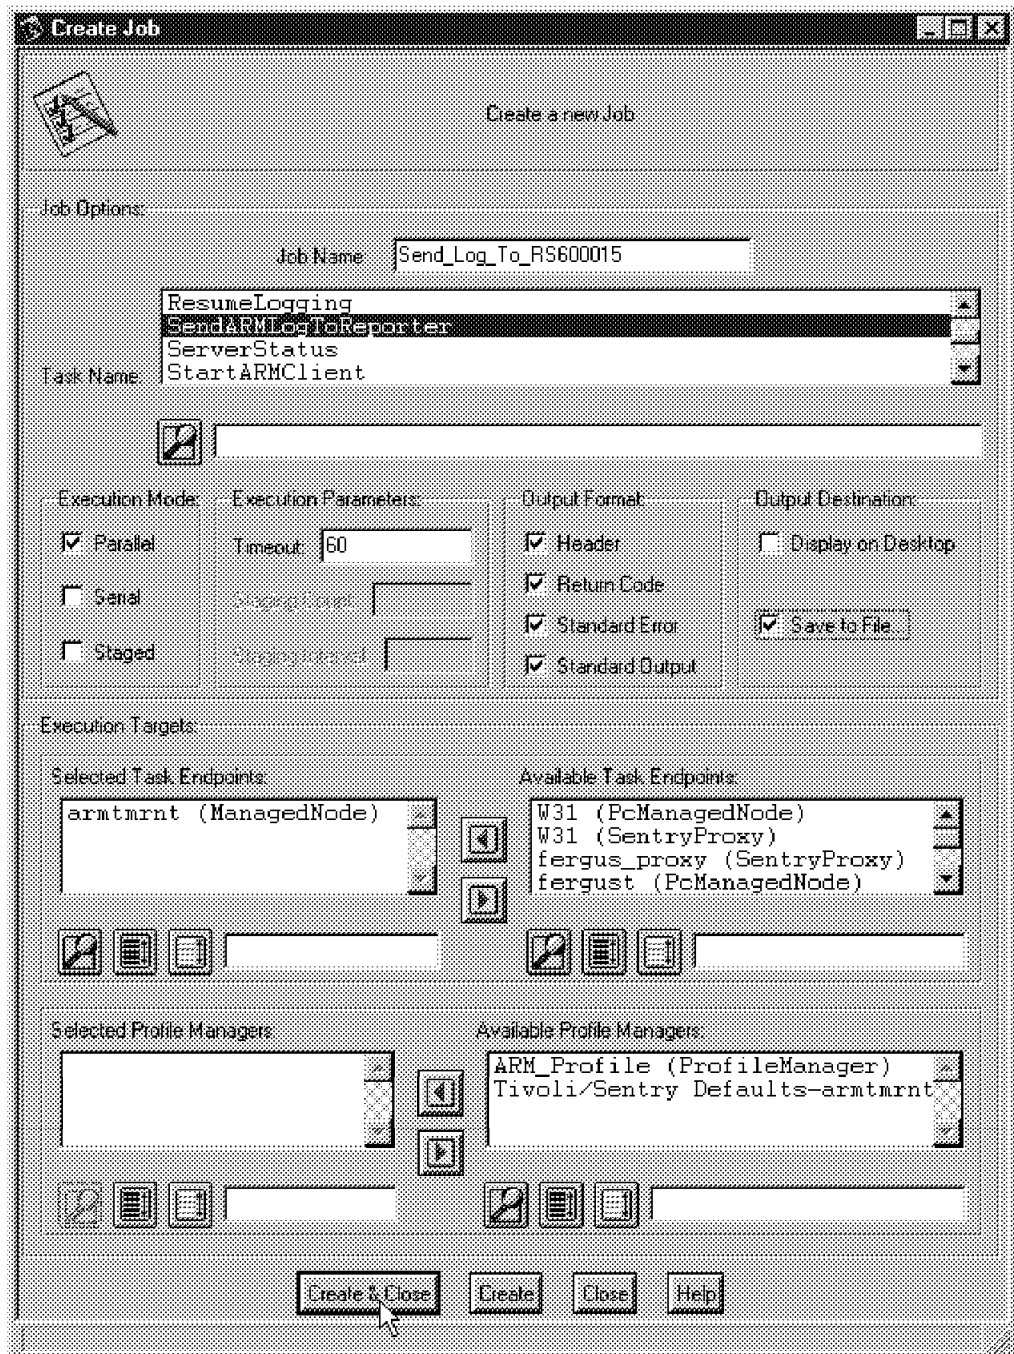 Create Job
Create a new Job
Job Options:
Job Name: Send_Log_To_RS600015
ResumeLogging
SendARMLogToReporter
ServerStatus
Task Name: StartARMClient
Execution Mode: Execution Parameters: Output Format: Output Destination:
Parallel Timeout: 60 Header Display on Desktop
Return Code
Serial Staging Count:
Standard Error Save to File...
Staged Staging Interval:
Standard Output
Execution Targets:
Selected Task Endpoints: Available Task Endpoints:
armtmrnt (ManagedNode) W31 (PcManagedNode)
W31 (SentryProxy)
fergus_proxy (SentryProxy)
fergust (PcManagedNode)
Selected Profile Managers: Available Profile Managers:
ARM_Profile (ProfileManager)
Tivoli/Sentry Defaults-armtmrnt
Create & Close Create Close Help